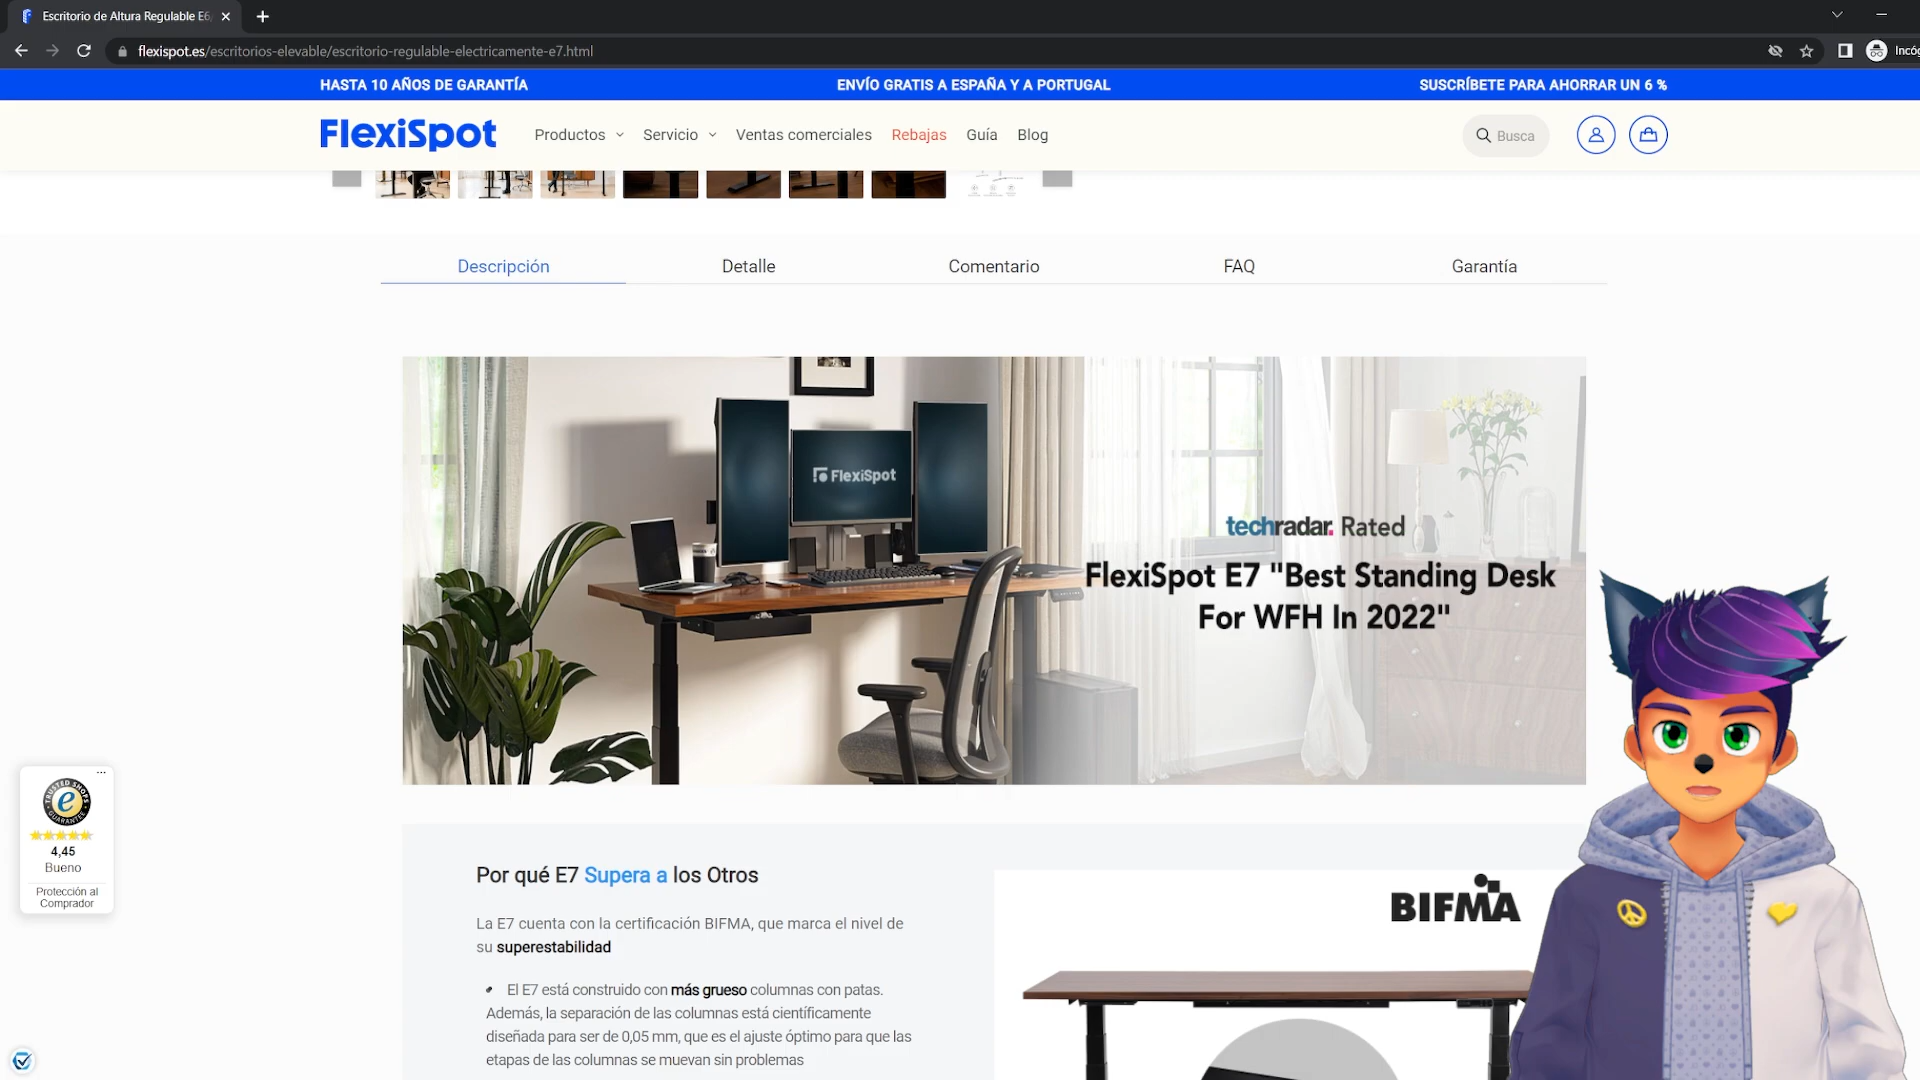 Escritorio de Altura Regulable E6
flexispot.es/escritorios-elevable/escritorio-regulable-electricamente-e7.html
Incóg
HASTA 10 AÑOS DE GARANTÍA
ENVÍO GRATIS A ESPAÑA Y A PORTUGAL
SUSCRÍBETE PARA AHORRAR UN 6 %
FlexiSpot
Productos
Servicio
Ventas comerciales
Rebajas
Guía
Blog
Busca
Descripción
Detalle
Comentario
FAQ
Garantía
FlexiSpot
techradar. Rated
FlexiSpot E7 "Best Standing Desk
For WFH In 2022"
TRUSTED SHOPS
GUARANTEE
4,45
Bueno
Protección al
Comprador
Por qué E7 Supera a los Otros
La E7 cuenta con la certificación BIFMA, que marca el nivel de
su superestabilidad
El E7 está construido con más grueso columnas con patas.
Además, la separación de las columnas está científicamente
diseñada para ser de 0,05 mm, que es el ajuste óptimo para que las
etapas de las columnas se muevan sin problemas
BIFMA